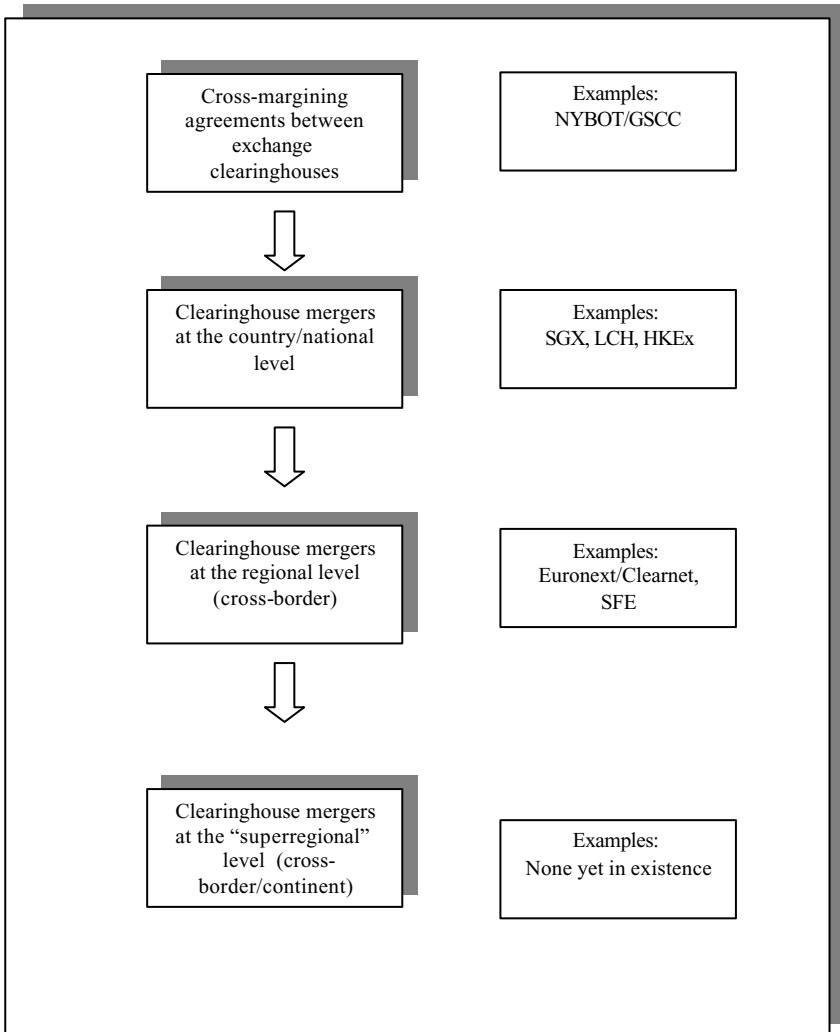 Cross-margining
agreements between
exchange
clearinghouses
Examples:
NYBOT/GSCC
Clearinghouse mergers
at the country/national
level
Examples:
SGX, LCH, HKEx
Clearinghouse mergers
at the regional level
(cross-border)
Examples:
Euronext/Clearnet,
SFE
Clearinghouse mergers
at the “superregional”
level (cross-
border/continent)
Examples:
None yet in existence